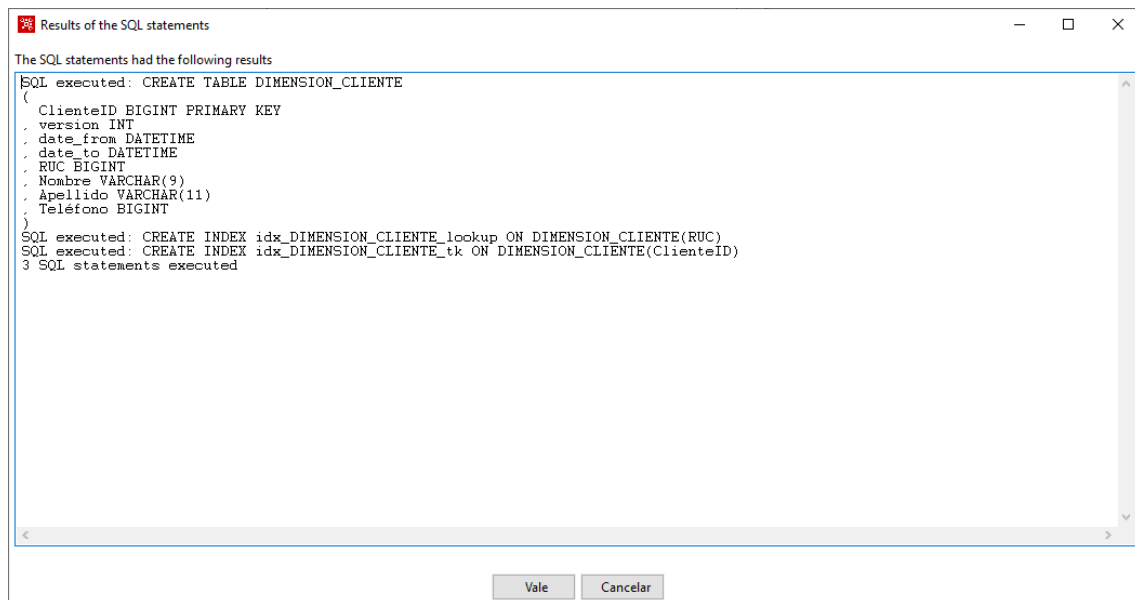 Results of the SQL statements
The SQL statements had the following results
SQL executed: CREATE TABLE DIMENSION_CLIENTE
(
  ClienteID BIGINT PRIMARY KEY
, version INT
, date_from DATETIME
, date_to DATETIME
, RUC BIGINT
, Nombre VARCHAR(9)
, Apellido VARCHAR(11)
, Teléfono BIGINT
)
SQL executed: CREATE INDEX idx_DIMENSION_CLIENTE_lookup ON DIMENSION_CLIENTE(RUC)
SQL executed: CREATE INDEX idx_DIMENSION_CLIENTE_tk ON DIMENSION_CLIENTE(ClienteID)
3 SQL statements executed
Vale Cancelar